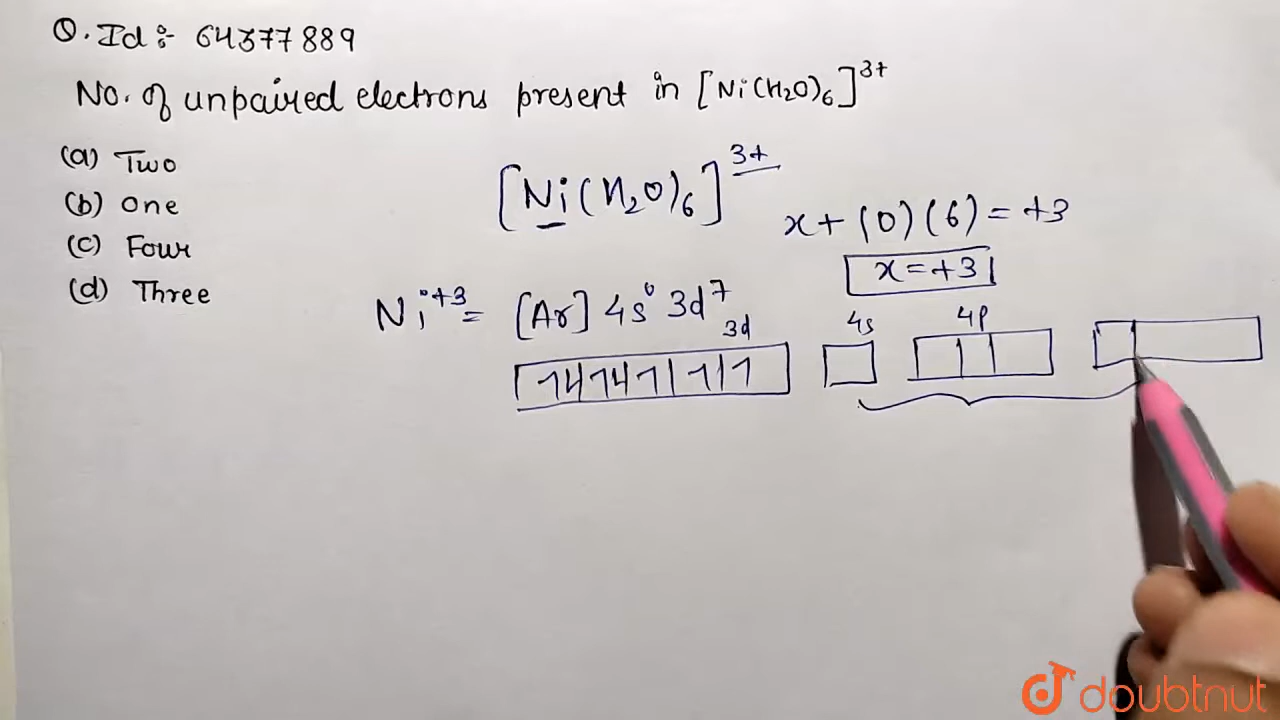 Q. Id :- 64377889
No. of unpaired electrons present in [Ni(H2O)6]3+
(a) Two
(b) One
(c) Four
(d) Three
[Ni(H2O)6]3+
x + (0)(6) = +3
x = +3
Ni+3 = [Ar] 4s0 3d7
3d 4s 4p
doubtnut